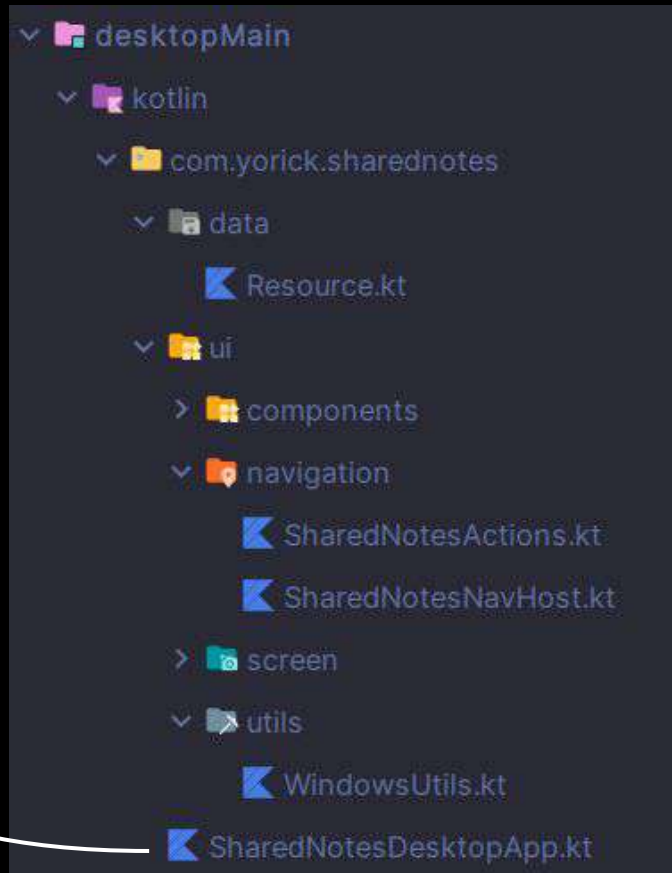 desktopMain
kotlin
com.yorick.sharednotes
data
Resource.kt
ui
components
navigation
SharedNotesActions.kt
SharedNotesNavHost.kt
screen
utils
WindowsUtils.kt
SharedNotesDesktopApp.kt